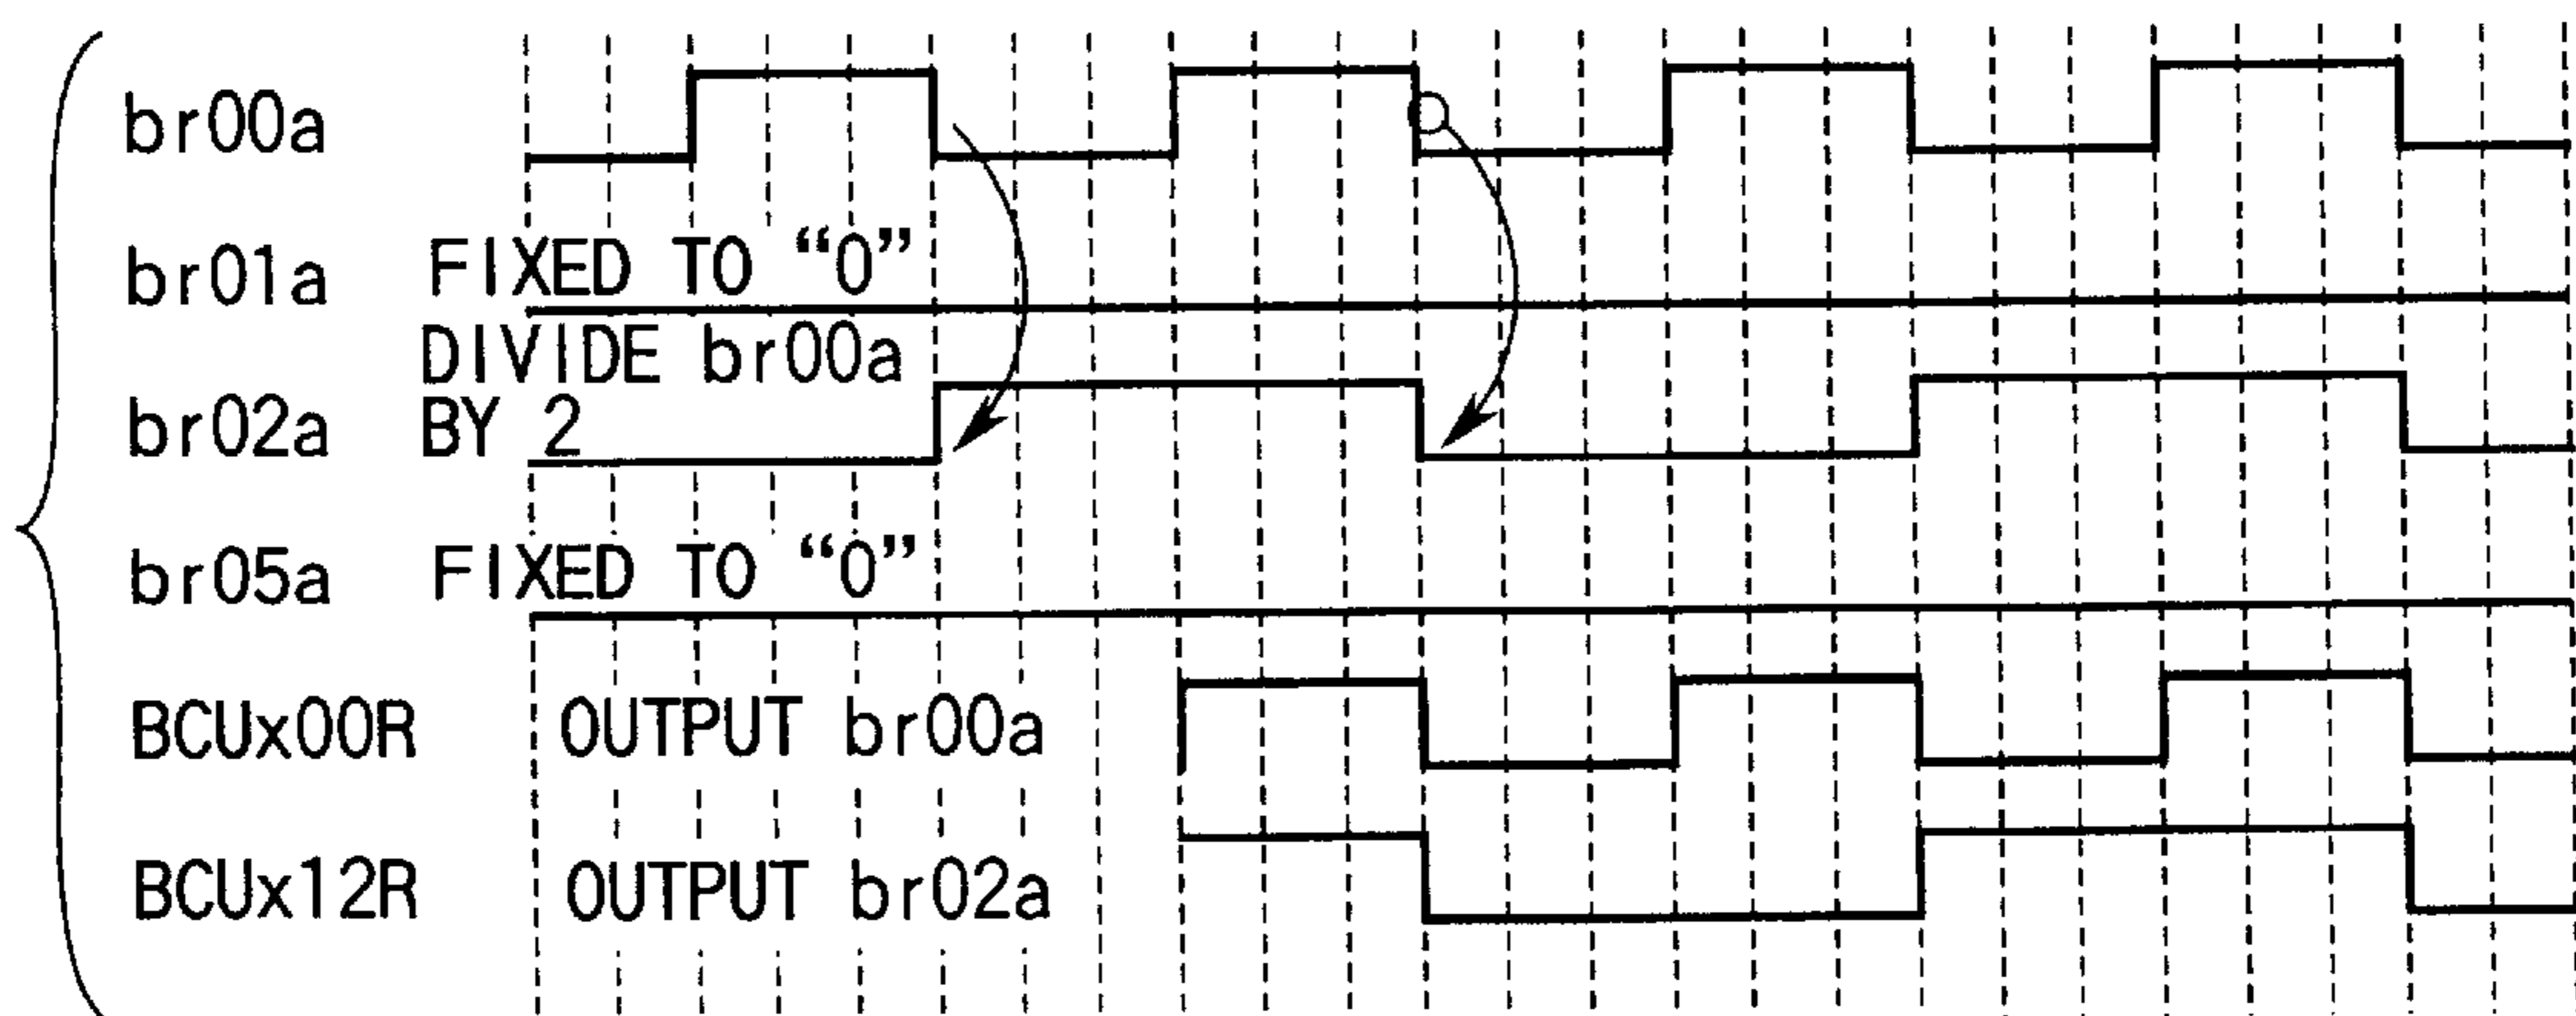 br00a
br01a FIXED TO “0”
DIVIDE br00a
br02a BY 2
br05a FIXED TO “0”
BCUx00R OUTPUT br00a
BCUx12R OUTPUT br02a